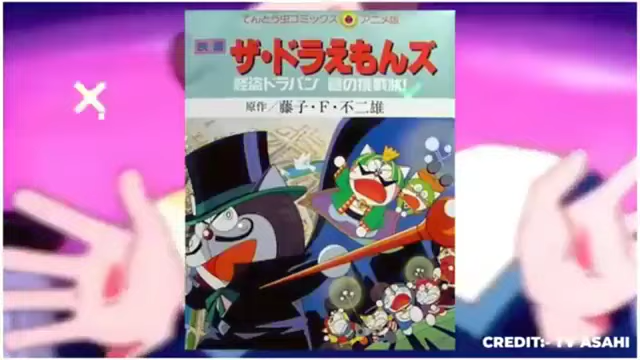 てんとう虫コミックス アニメ版
映画
ザ・ドラえもんズ
怪盗ドラパン 謎の挑戦状!
原作/藤子・F・不二雄
CREDIT:- TV ASAHI